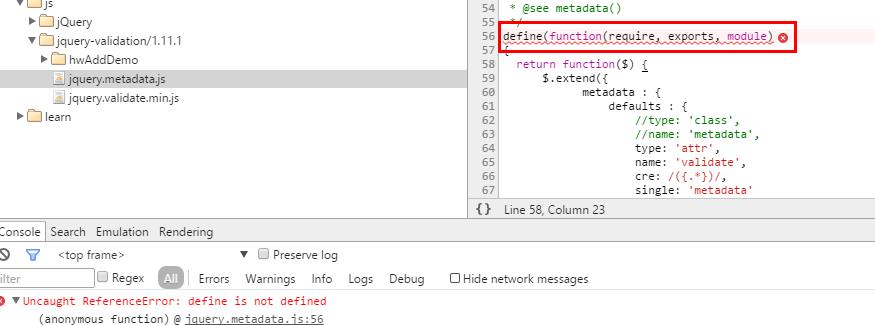 js
jQuery
jquery-validation/1.11.1
hwAddDemo
jquery.metadata.js
jquery.validate.min.js
learn
54 * @see metadata()
55 */
56 define(function(require, exports, module)
57 {
58 return function($) {
59 $.extend({
60 metadata : {
61 defaults : {
62 //type: 'class',
63 //name: 'metadata',
64 type: 'attr',
65 name: 'validate',
66 cre: /({.*})/,
67 single: 'metadata'
{} Line 58, Column 23
Console Search Emulation Rendering
<top frame> Preserve log
ilter Regex All Errors Warnings Info Logs Debug Hide network messages
Uncaught ReferenceError: define is not defined
(anonymous function) @ jquery.metadata.js:56